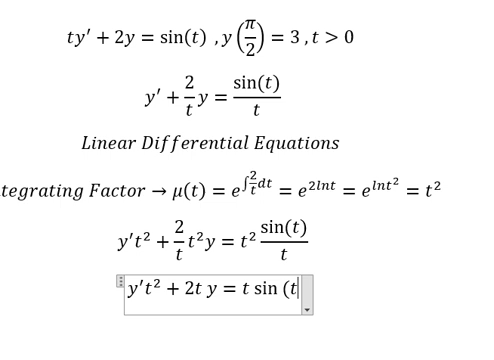 ty′ + 2y = sin(t) , y(π/2) = 3 , t > 0
y′ + 2/t y = sin(t)/t
Linear Differential Equations
ntegrating Factor → μ(t) = e^∫2/t dt = e^2lnt = e^lnt² = t²
y′t² + 2/t t²y = t² sin(t)/t
y′t² + 2t y = t sin (t